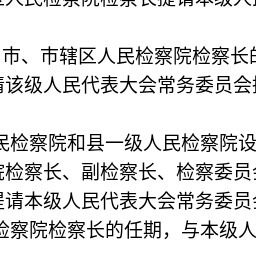 人民检察院检察长提请本级人
市、市辖区人民检察院检察长的
请该级人民代表大会常务委员会批
民检察院和县一级人民检察院设
院检察长、副检察长、检察委员会
提请本级人民代表大会常务委员会
检察院检察长的任期，与本级人